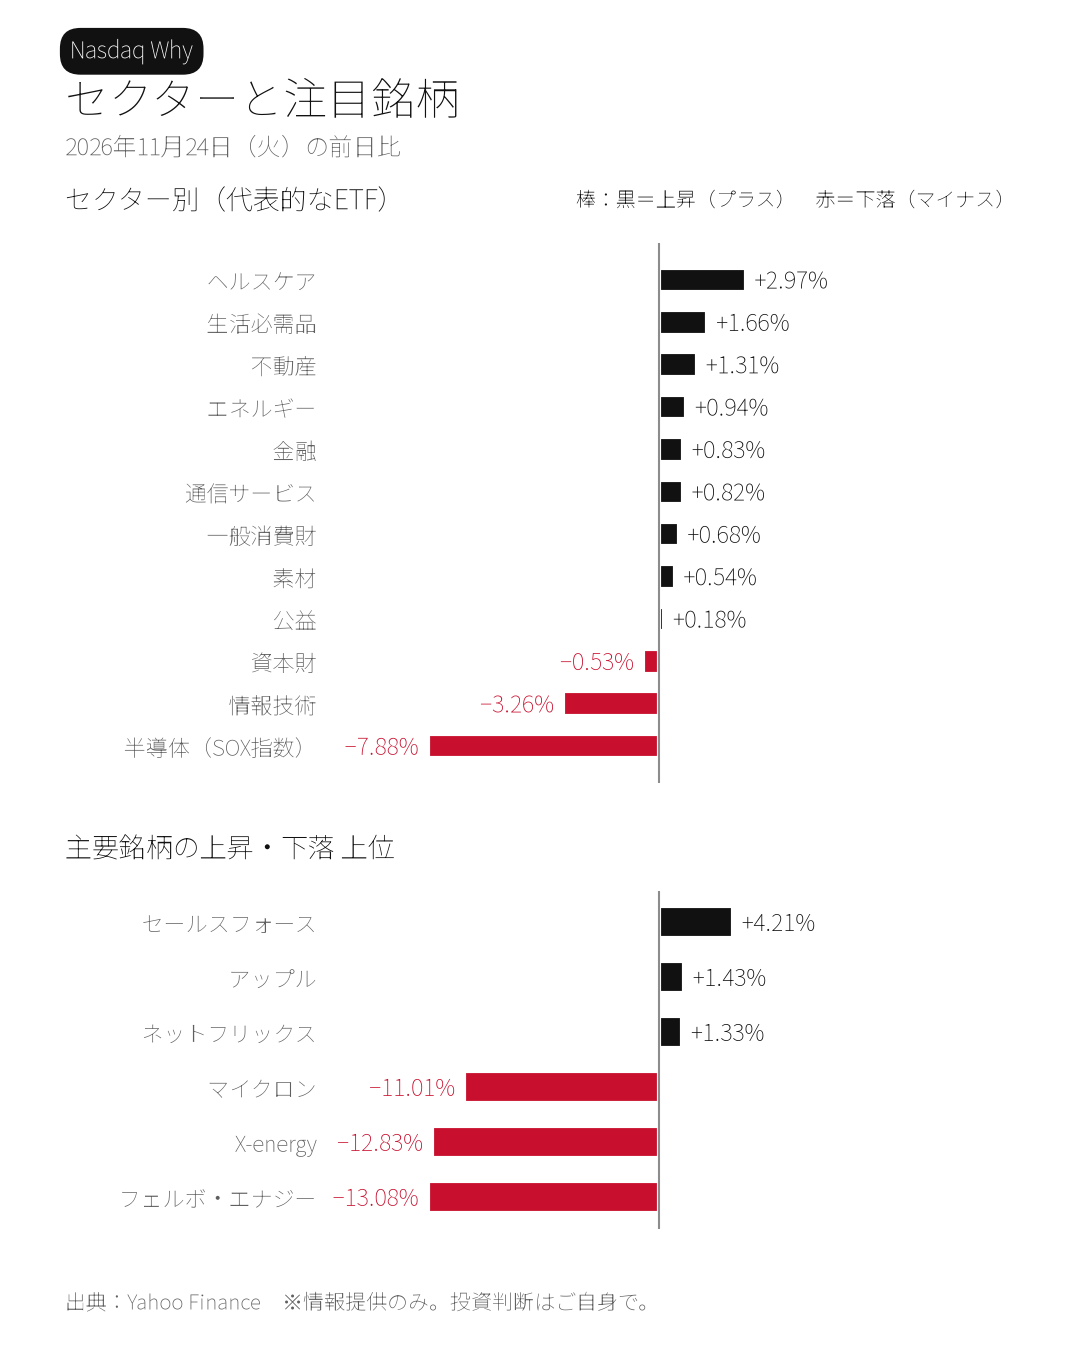 Nasdaq Why
セクターと注目銘柄
2026年11月24日（火）の前日比
セクター別（代表的なETF）
棒：黒＝上昇（プラス）　赤＝下落（マイナス）
ヘルスケア +2.97%
生活必需品 +1.66%
不動産 +1.31%
エネルギー +0.94%
金融 +0.83%
通信サービス +0.82%
一般消費財 +0.68%
素材 +0.54%
公益 +0.18%
資本財 −0.53%
情報技術 −3.26%
半導体（SOX指数） −7.88%
主要銘柄の上昇・下落 上位
セールスフォース +4.21%
アップル +1.43%
ネットフリックス +1.33%
マイクロン −11.01%
X-energy −12.83%
フェルボ・エナジー −13.08%
出典：Yahoo Finance　※情報提供のみ。投資判断はご自身で。